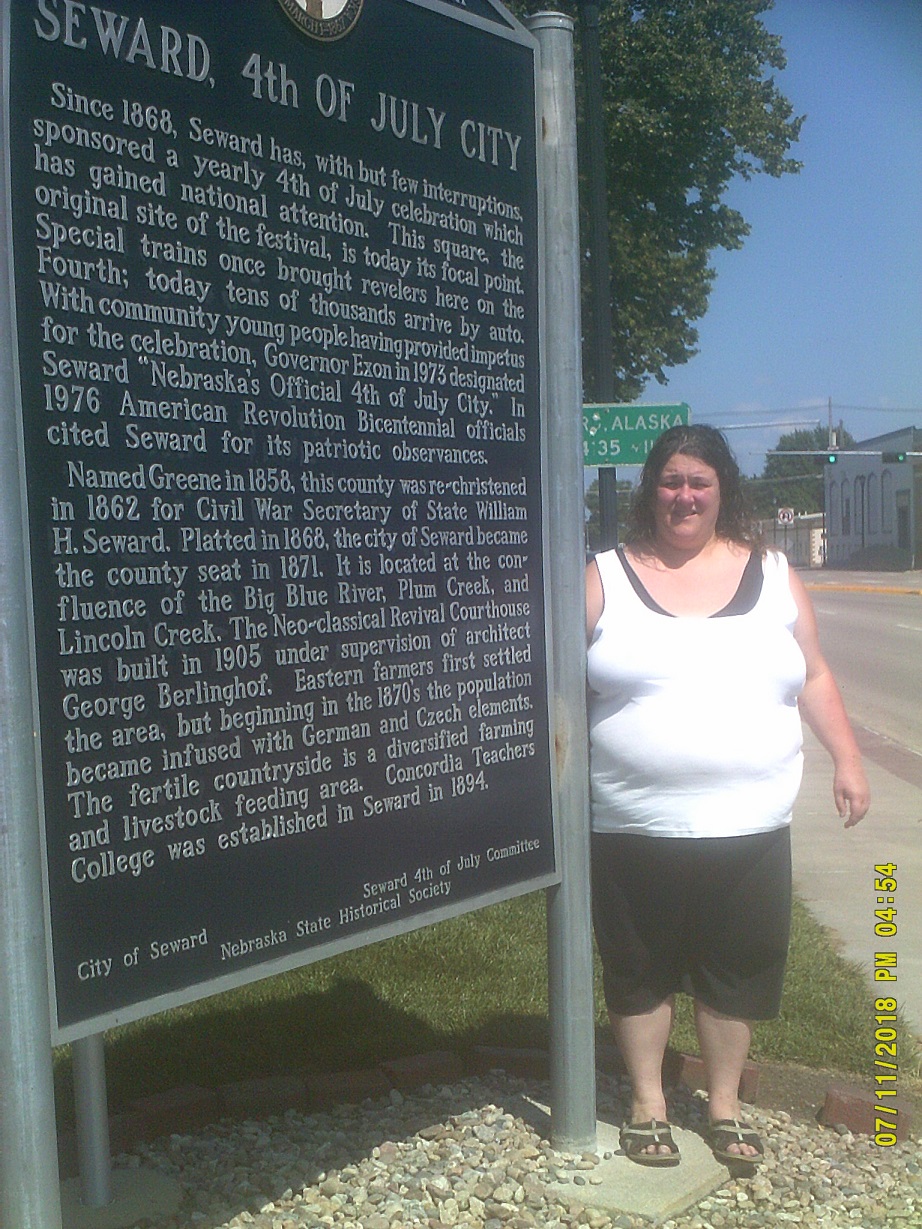 SEWARD, 4th OF JULY CITY
Since 1868, Seward has, with but few interruptions,
sponsored a yearly 4th of July celebration which
has gained national attention. This square, the
original site of the festival, is today its focal point.
Special trains once brought revelers here on the
Fourth; today tens of thousands arrive by auto.
With community young people having provided impetus
for the celebration, Governor Exon in 1973 designated
Seward "Nebraska's Official 4th of July City." In
1976 American Revolution Bicentennial officials
cited Seward for its patriotic observances.
Named Greene in 1858, this county was re-christened
in 1862 for Civil War Secretary of State William
H. Seward. Platted in 1868, the city of Seward became
the county seat in 1871. It is located at the con-
fluence of the Big Blue River, Plum Creek, and
Lincoln Creek. The Neo-classical Revival Courthouse
was built in 1905 under supervision of architect
George Berlinghof. Eastern farmers first settled
the area, but beginning in the 1870's the population
became infused with German and Czech elements.
The fertile countryside is a diversified farming
and livestock feeding area. Concordia Teachers
College was established in Seward in 1894.
Seward 4th of July Committee
City of Seward Nebraska State Historical Society
, ALASKA
35
07/11/2018 PM 04:54